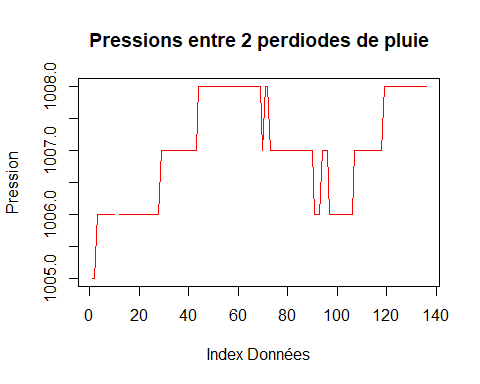 Pressions entre 2 perdiodes de pluie
1008.0
1007.0
1006.0
1005.0
Pression
0 20 40 60 80 100 120 140
Index Données